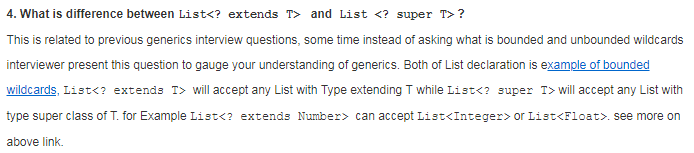 4. What is difference between List<? extends T>  and  List <? super T> ?
This is related to previous generics interview questions, some time instead of asking what is bounded and unbounded wildcards
interviewer present this question to gauge your understanding of generics. Both of List declaration is example of bounded
wildcards, List<? extends T> will accept any List with Type extending T while List<? super T> will accept any List with
type super class of T. for Example List<? extends Number> can accept List<Integer> or List<Float>. see more on
above link.